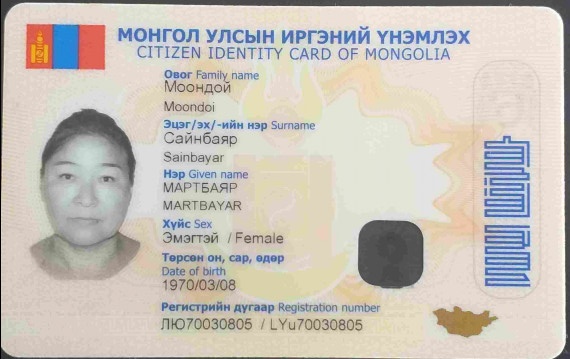 МОНГОЛ УЛСЫН ИРГЭНИЙ ҮНЭМЛЭХ
CITIZEN IDENTITY CARD OF MONGOLIA
Овог Family name
Моондой
Moondoi
Эцэг/эх/-ийн нэр Surname
Сайнбаяр
Sainbayar
Нэр Given name
МАРТБАЯР
MARTBAYAR
Хүйс Sex
Эмэгтэй / Female
Төрсөн он, сар, өдөр
Date of birth
1970/03/08
Регистрийн дугаар Registration number
ЛЮ70030805 / LYu70030805